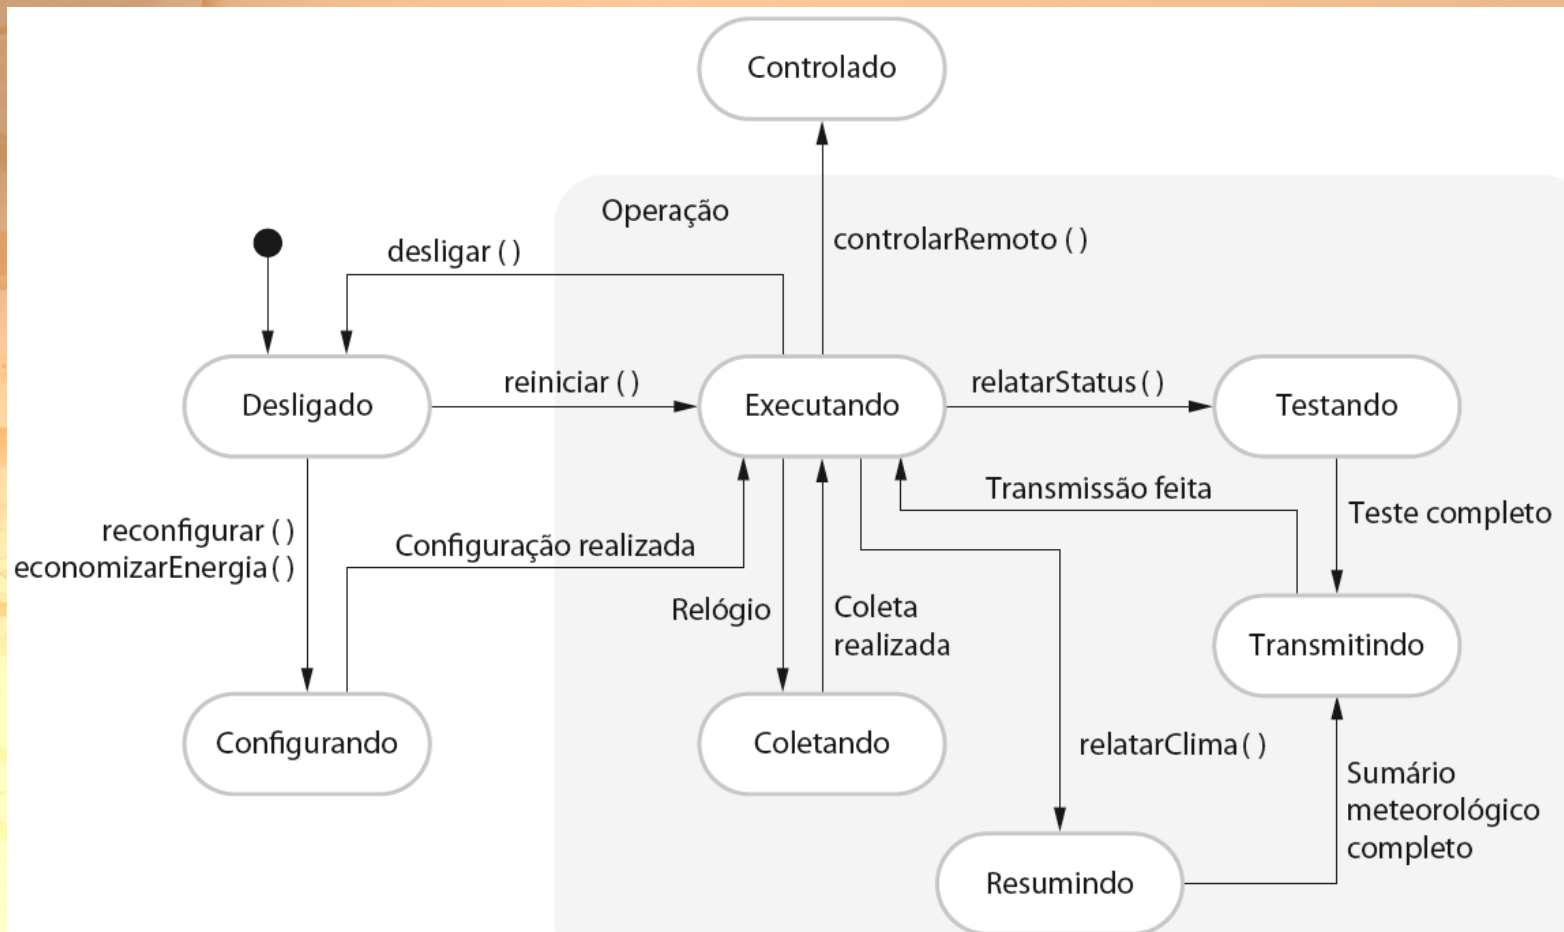 Controlado
Operação
controlarRemoto ( )
desligar ( )
Desligado
reiniciar ( )
Executando
relatarStatus ( )
Testando
reconfigurar ( )
economizarEnergia ( )
Configuração realizada
Transmissão feita
Teste completo
Relógio
Coleta
realizada
Transmitindo
Configurando
Coletando
relatarClima ( )
Sumário
meteorológico
completo
Resumindo